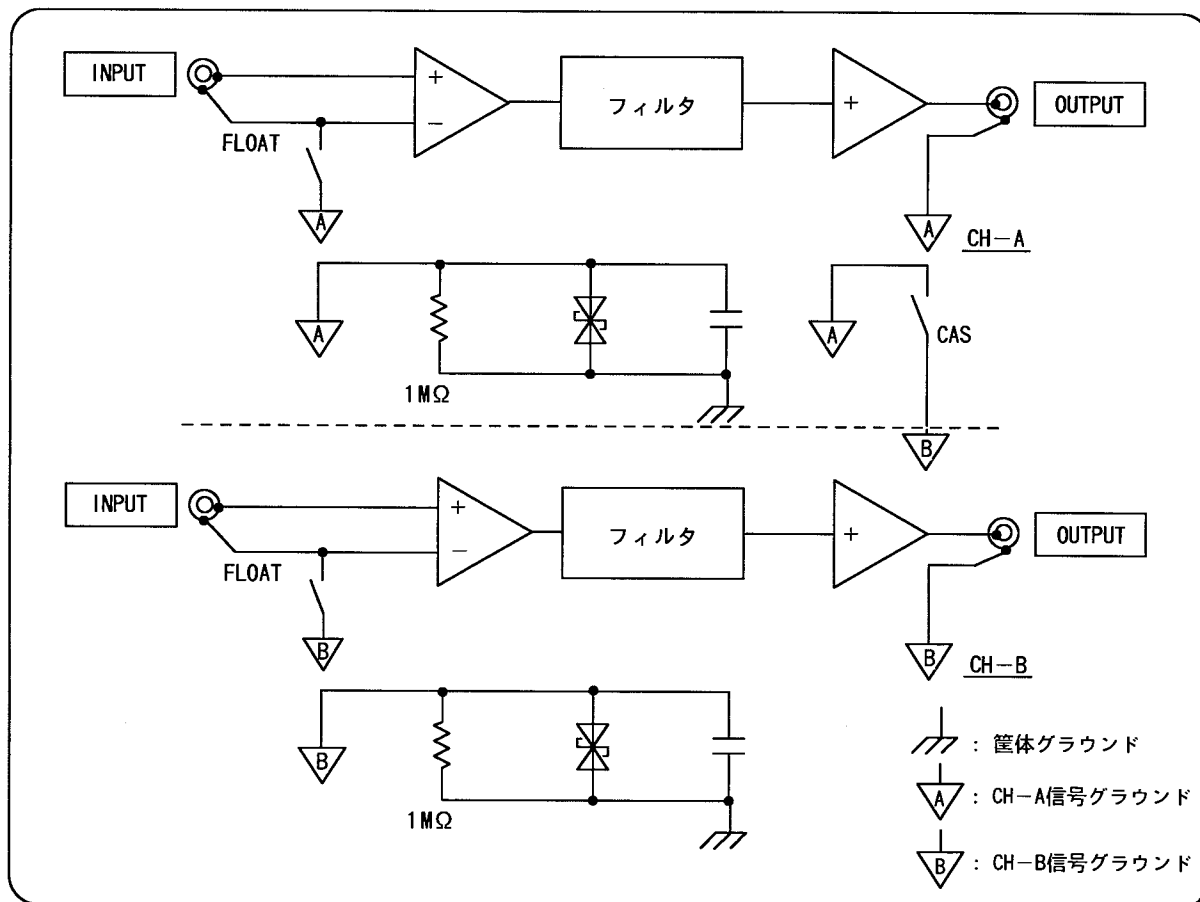 INPUT
+
−
FLOAT
フィルタ
+
OUTPUT
A
A
CH−A
A
1MΩ
A
CAS
B
INPUT
+
−
FLOAT
フィルタ
+
OUTPUT
B
B
CH−B
B
1MΩ
: 筐体グラウンド
A : CH−A信号グラウンド
B : CH−B信号グラウンド